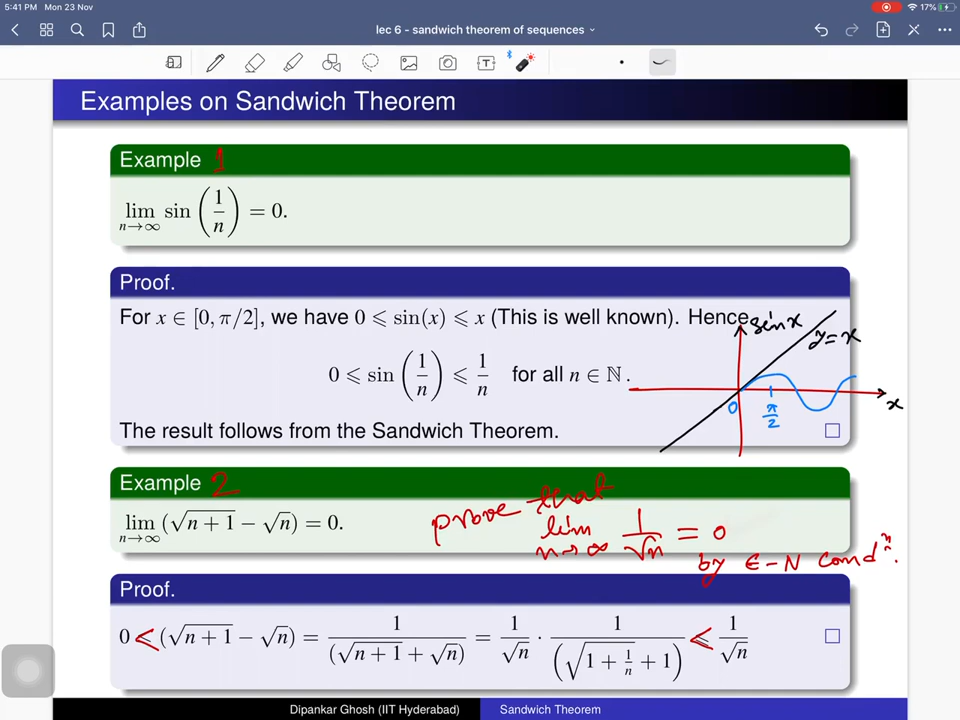 5:41 PM Mon 23 Nov
17%
lec 6 - sandwich theorem of sequences
Examples on Sandwich Theorem
Example 1
lim n→∞ sin (1/n) = 0.
Proof.
For x ∈ [0, π/2], we have 0 ⩽ sin(x) ⩽ x (This is well known). Hence
sin x
y = x
0 ⩽ sin (1/n) ⩽ 1/n for all n ∈ ℕ.
0
π/2
x
The result follows from the Sandwich Theorem.
Example 2
lim n→∞ (√n+1 − √n) = 0.
prove that
lim n→∞ 1/√n = 0
by ε-N condⁿ.
Proof.
0 < (√n+1 − √n) = 1/(√n+1 + √n) = 1/√n · 1/(√1 + 1/n + 1) < 1/√n
Dipankar Ghosh (IIT Hyderabad)
Sandwich Theorem